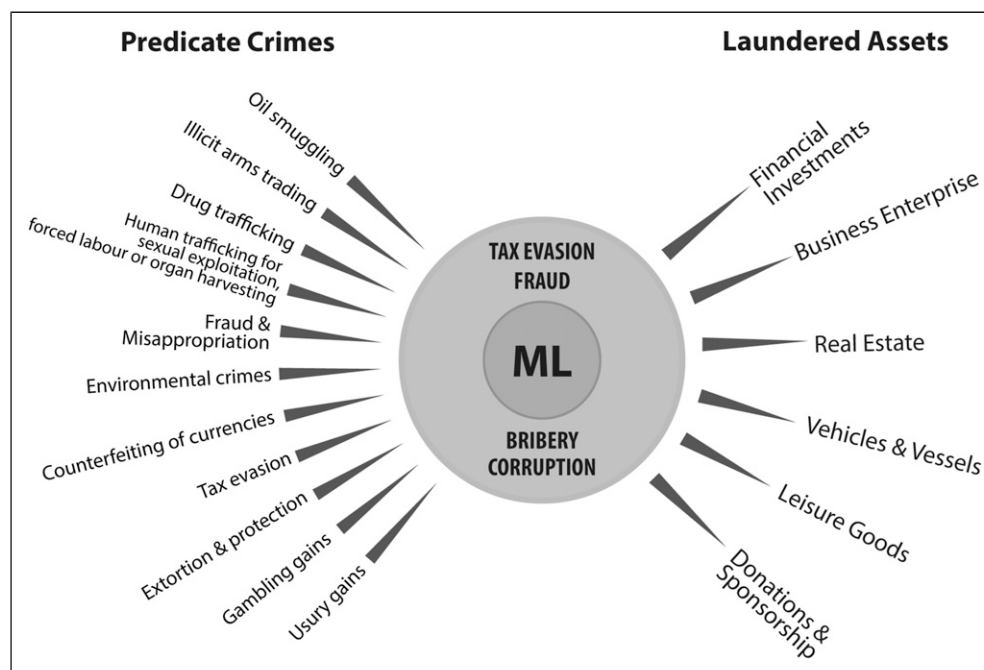 Predicate Crimes
Laundered Assets
Oil smuggling
Illicit arms trading
Drug trafficking
Human trafficking for
sexual exploitation,
forced labour or organ harvesting
Fraud &
Misappropriation
Environmental crimes
Counterfeiting of currencies
Tax evasion
Extortion & protection
Gambling gains
Usury gains
TAX EVASION
FRAUD
ML
BRIBERY
CORRUPTION
Financial
Investments
Business Enterprise
Real Estate
Vehicles & Vessels
Leisure Goods
Donations &
Sponsorship